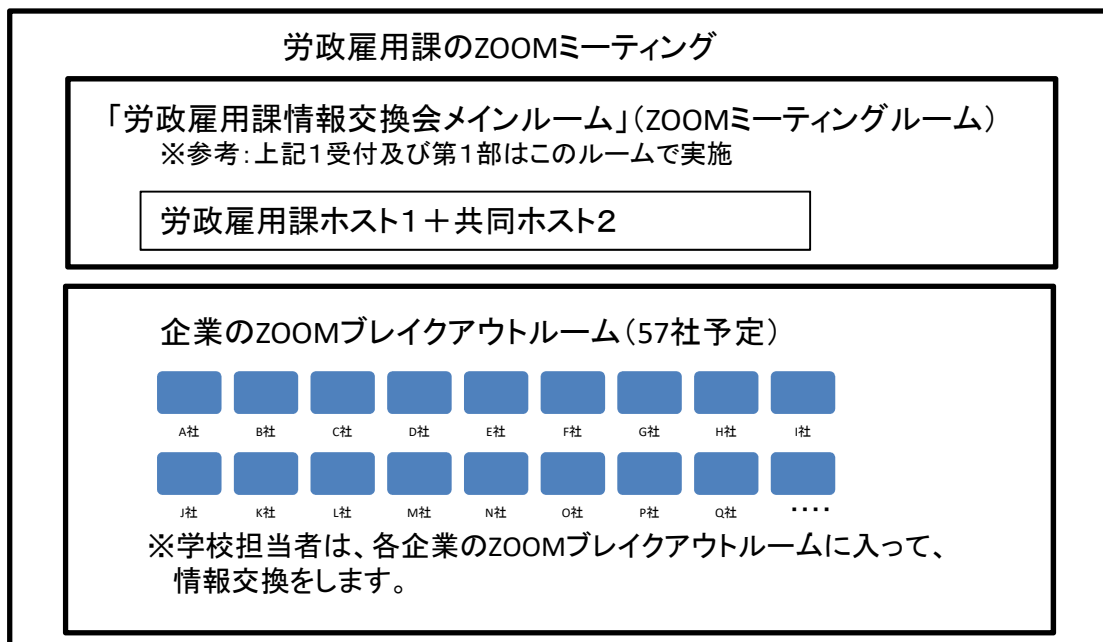 労政雇用課のZOOMミーティング
「労政雇用課情報交換会メインルーム」(ZOOMミーティングルーム)
※参考:上記1受付及び第1部はこのルームで実施
労政雇用課ホスト1+共同ホスト2
企業のZOOMブレイクアウトルーム(57社予定)
A社 B社 C社 D社 E社 F社 G社 H社 I社
J社 K社 L社 M社 N社 O社 P社 Q社 ････
※学校担当者は、各企業のZOOMブレイクアウトルームに入って、
情報交換をします。